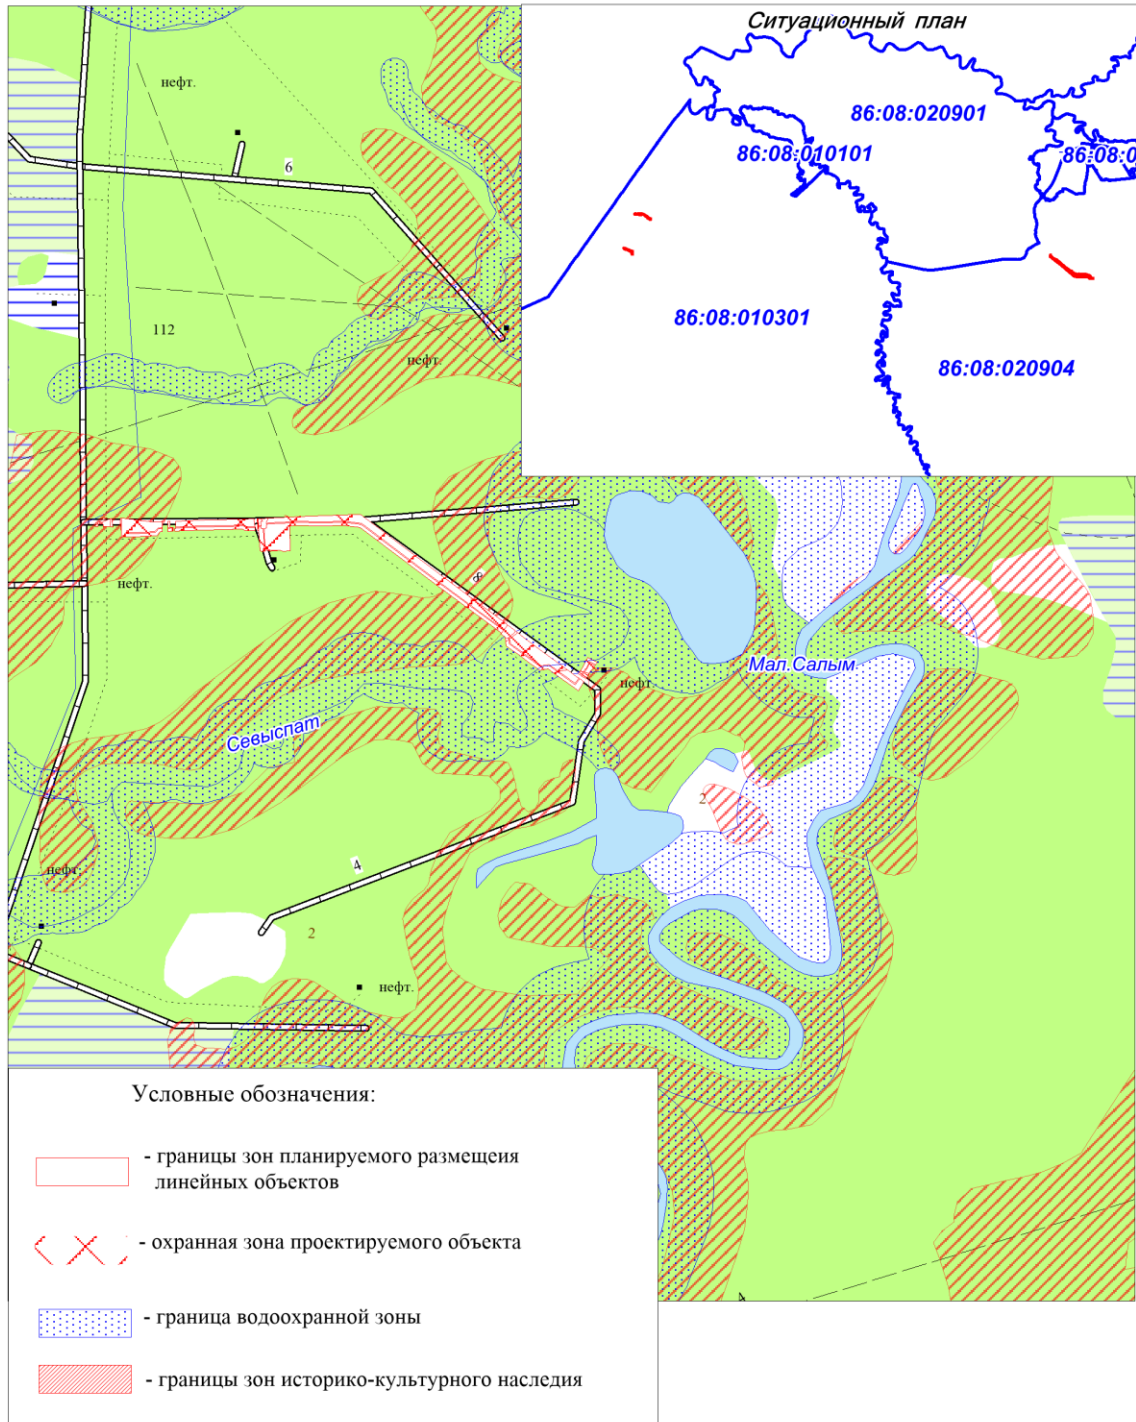 Ситуационный план
86:08:020901
86:08:010101
86:08:0
86:08:010301
86:08:020904
нефт.
6
112
нефт.
нефт.
8
нефт.
Мал.Салым
Севыспат
2
4
нефт.
2
нефт.
4
Условные обозначения:
- границы зон планируемого размещеия
линейных объектов
- охранная зона проектируемого объекта
- граница водоохранной зоны
- границы зон историко-культурного наследия